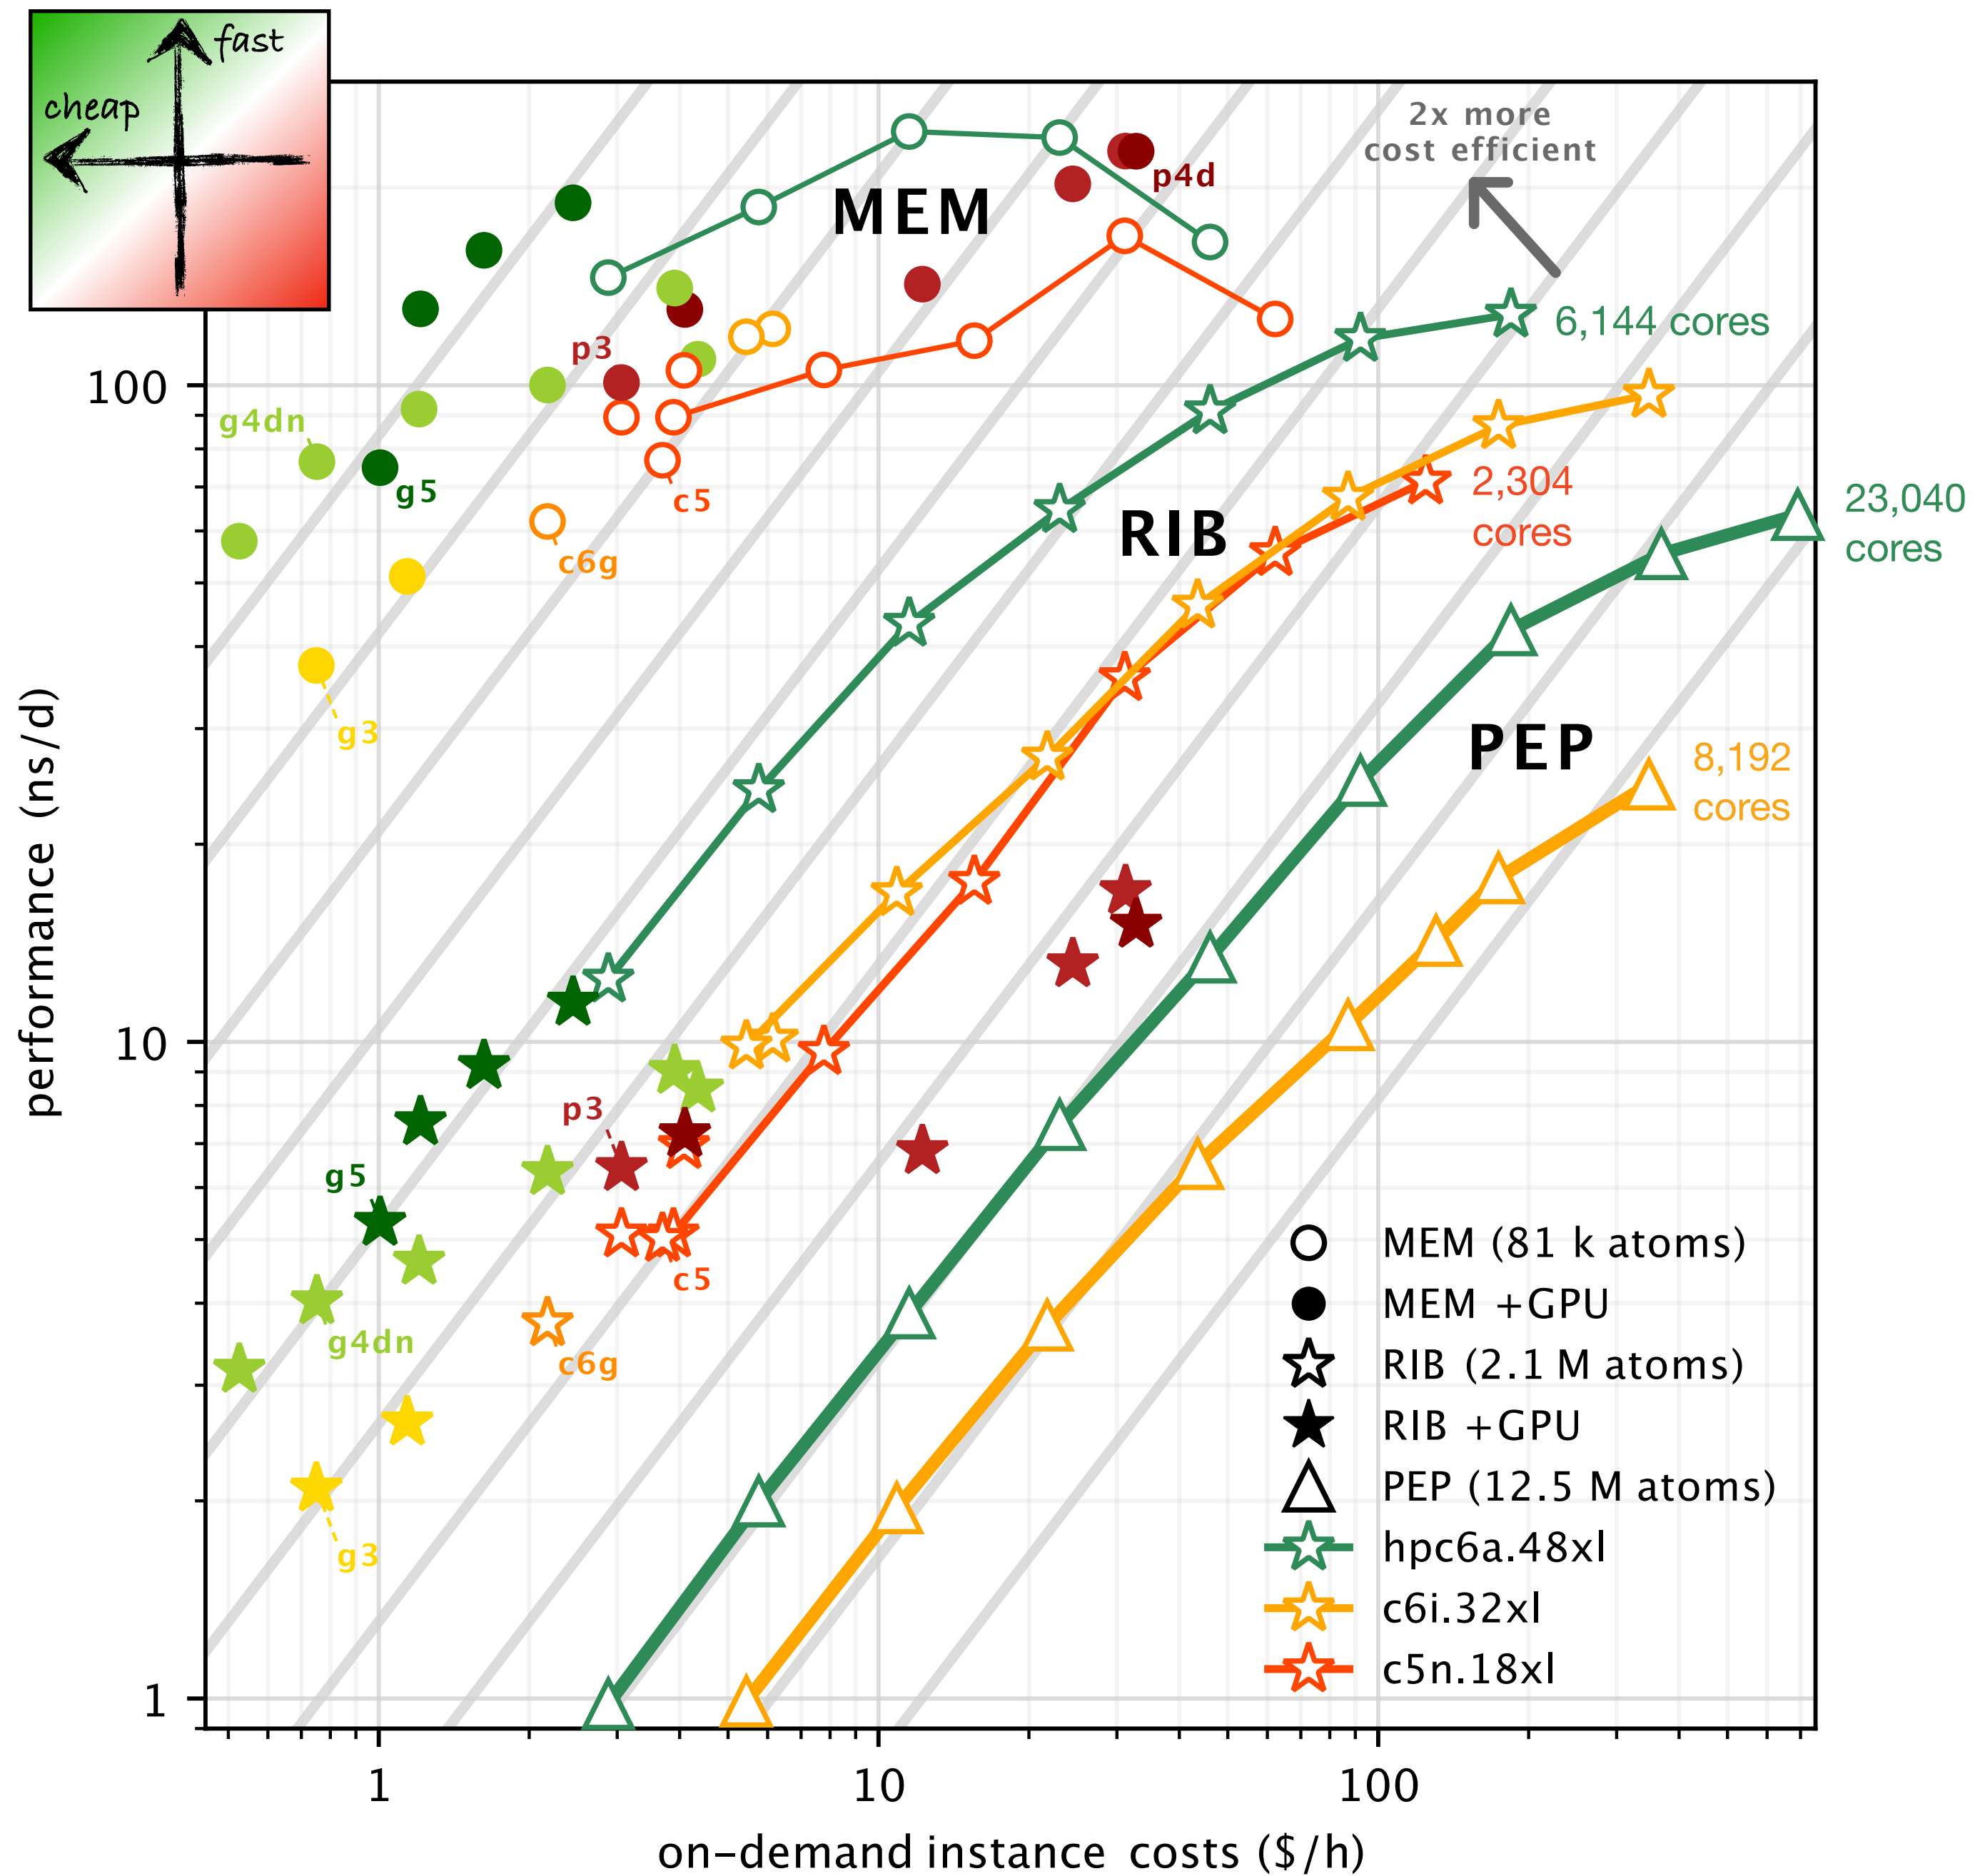 fast
cheap
2x more
cost efficient
MEM
p4d
6,144 cores
p3
100
g4dn
g5
c5
c6g
RIB
2,304
cores
23,040
cores
g3
PEP
8,192
cores
performance (ns/d)
10
p3
g5
c5
g4dn
c6g
g3
MEM (81 k atoms)
MEM +GPU
RIB (2.1 M atoms)
RIB +GPU
PEP (12.5 M atoms)
hpc6a.48xl
c6i.32xl
c5n.18xl
1
1
10
100
on-demand instance costs ($/h)